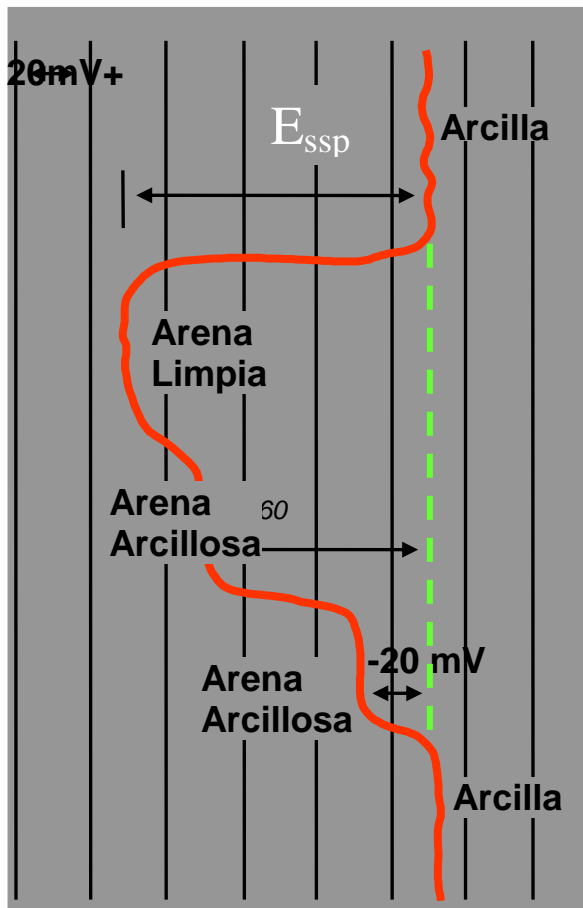 20mV+
Essp
Arcilla
Arena
Limpia
Arena
Arcillosa
60
-20 mV
Arena
Arcillosa
Arcilla